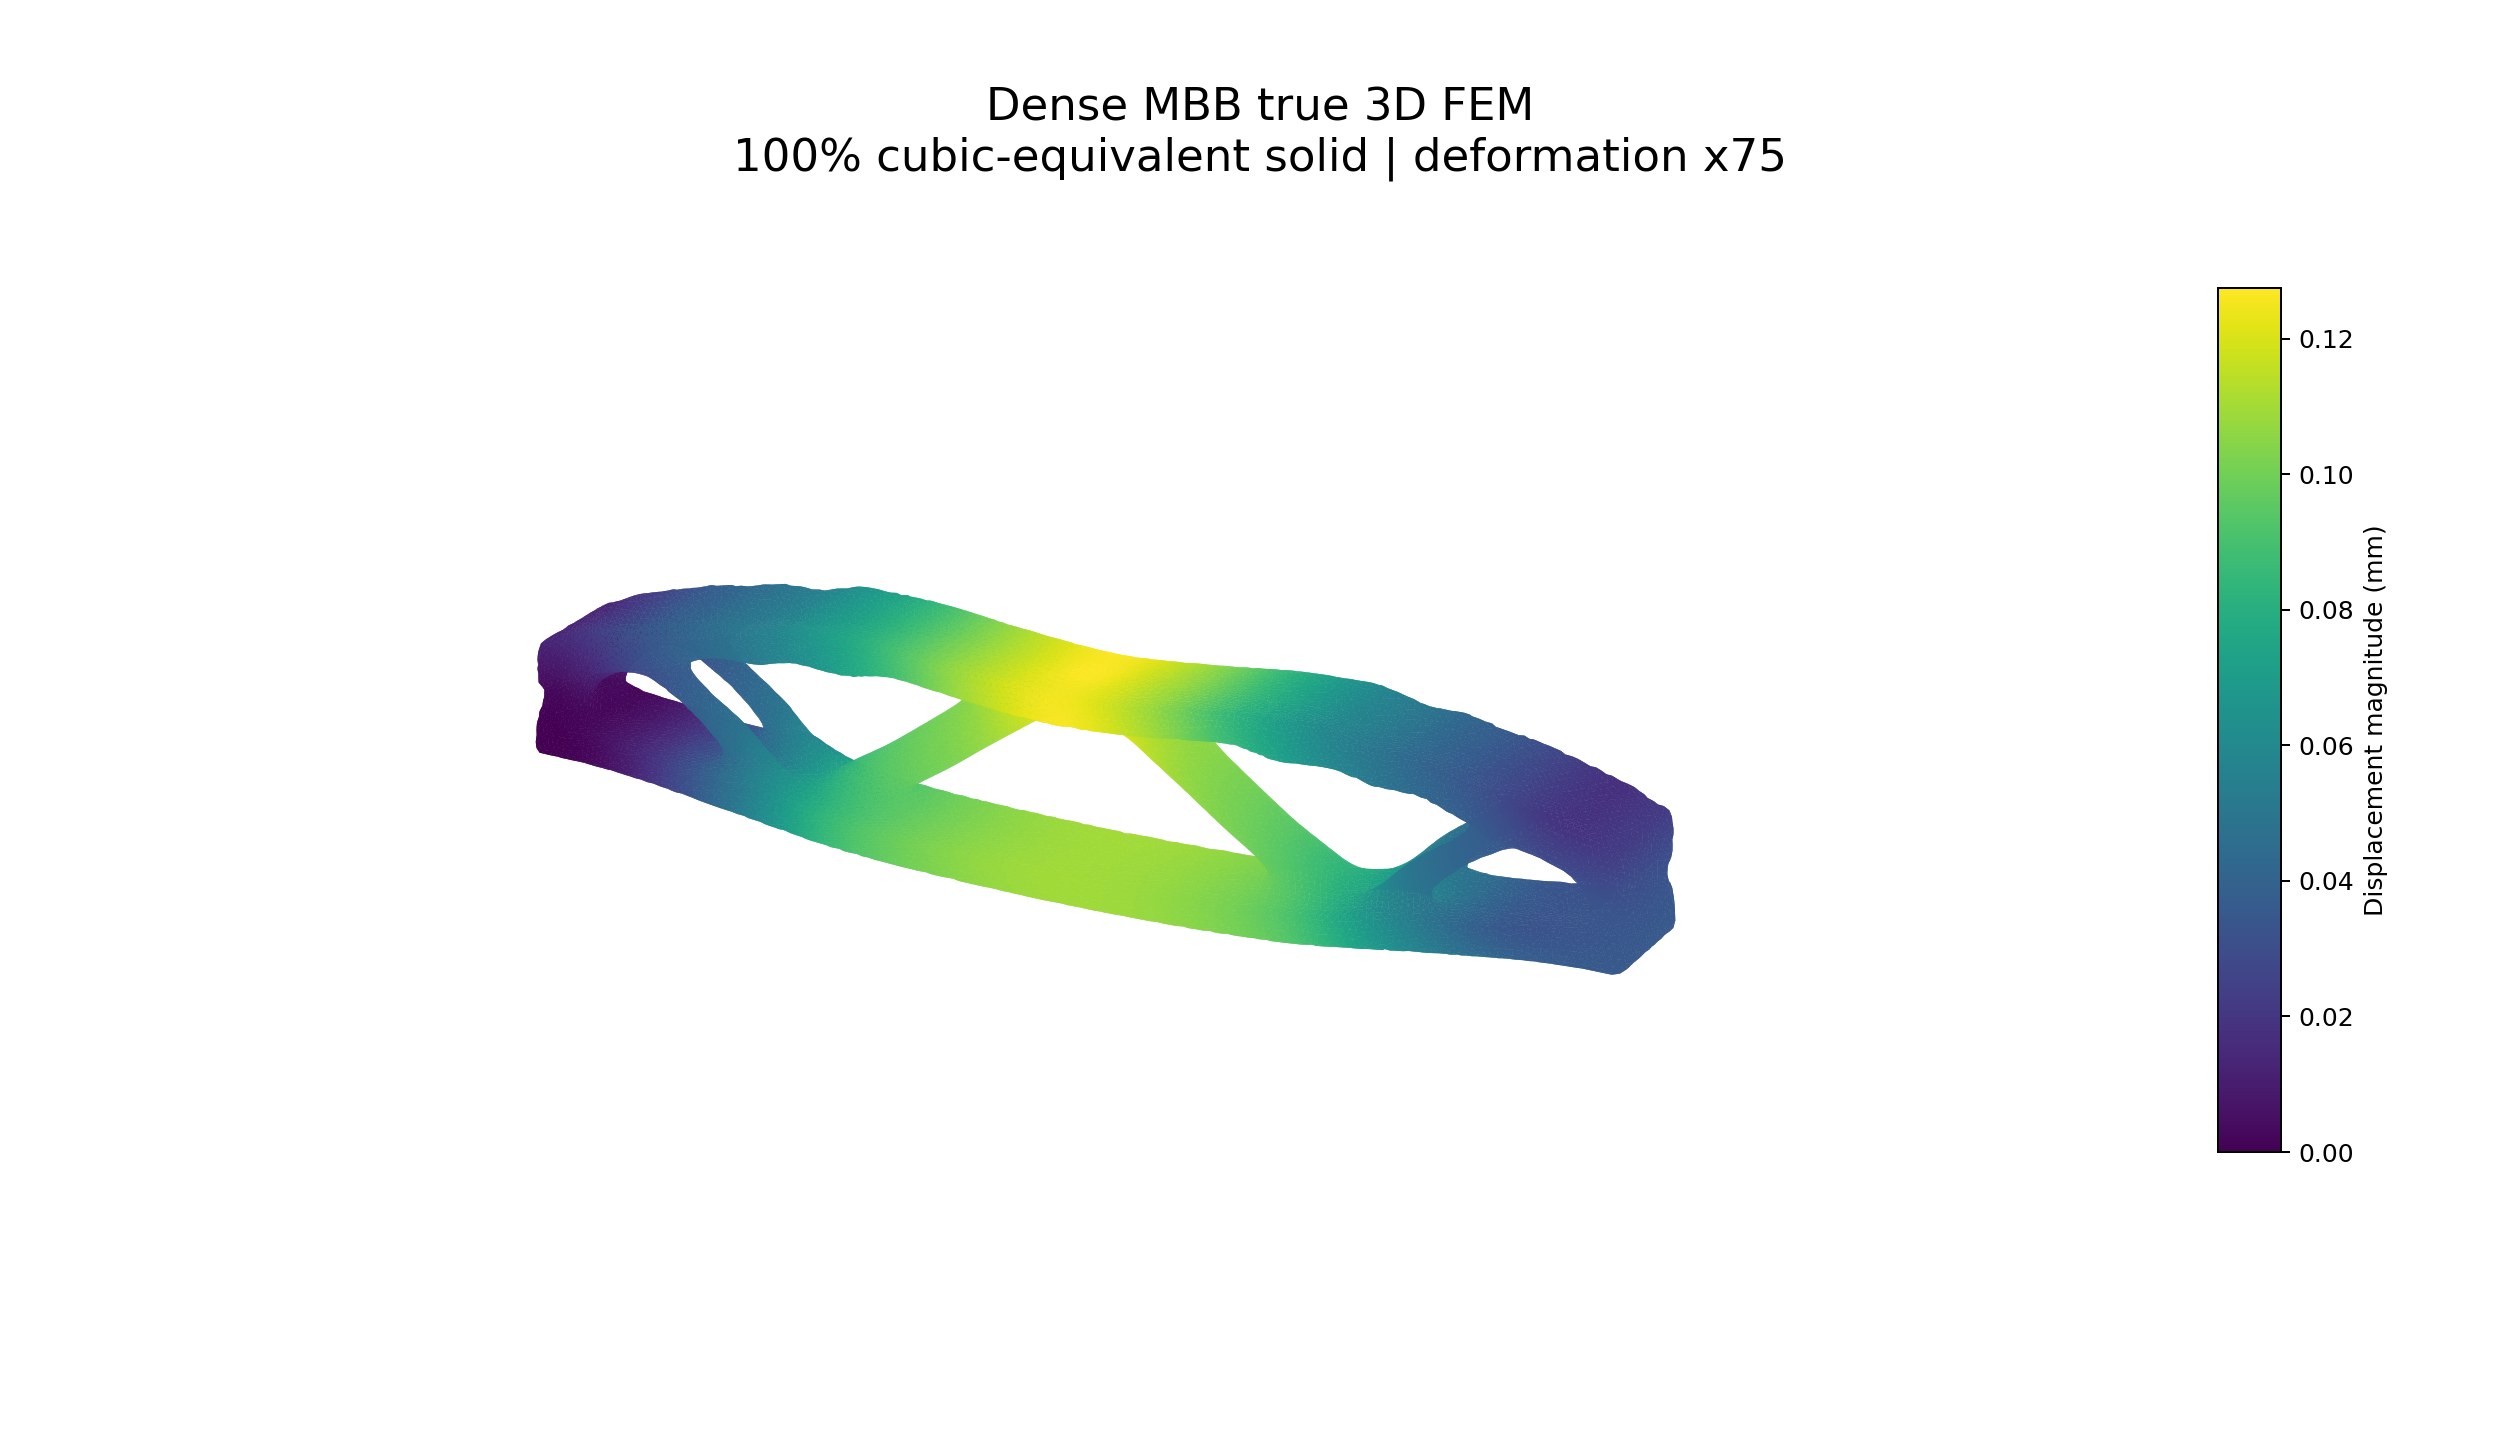 Dense MBB true 3D FEM
100% cubic-equivalent solid | deformation x75
0.12
0.10
0.08
0.06
0.04
0.02
0.00
Displacement magnitude (mm)